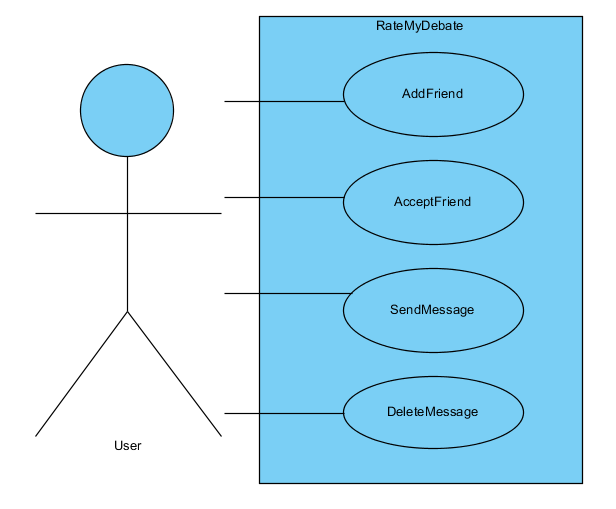 RateMyDebate
AddFriend
AcceptFriend
SendMessage
DeleteMessage
User